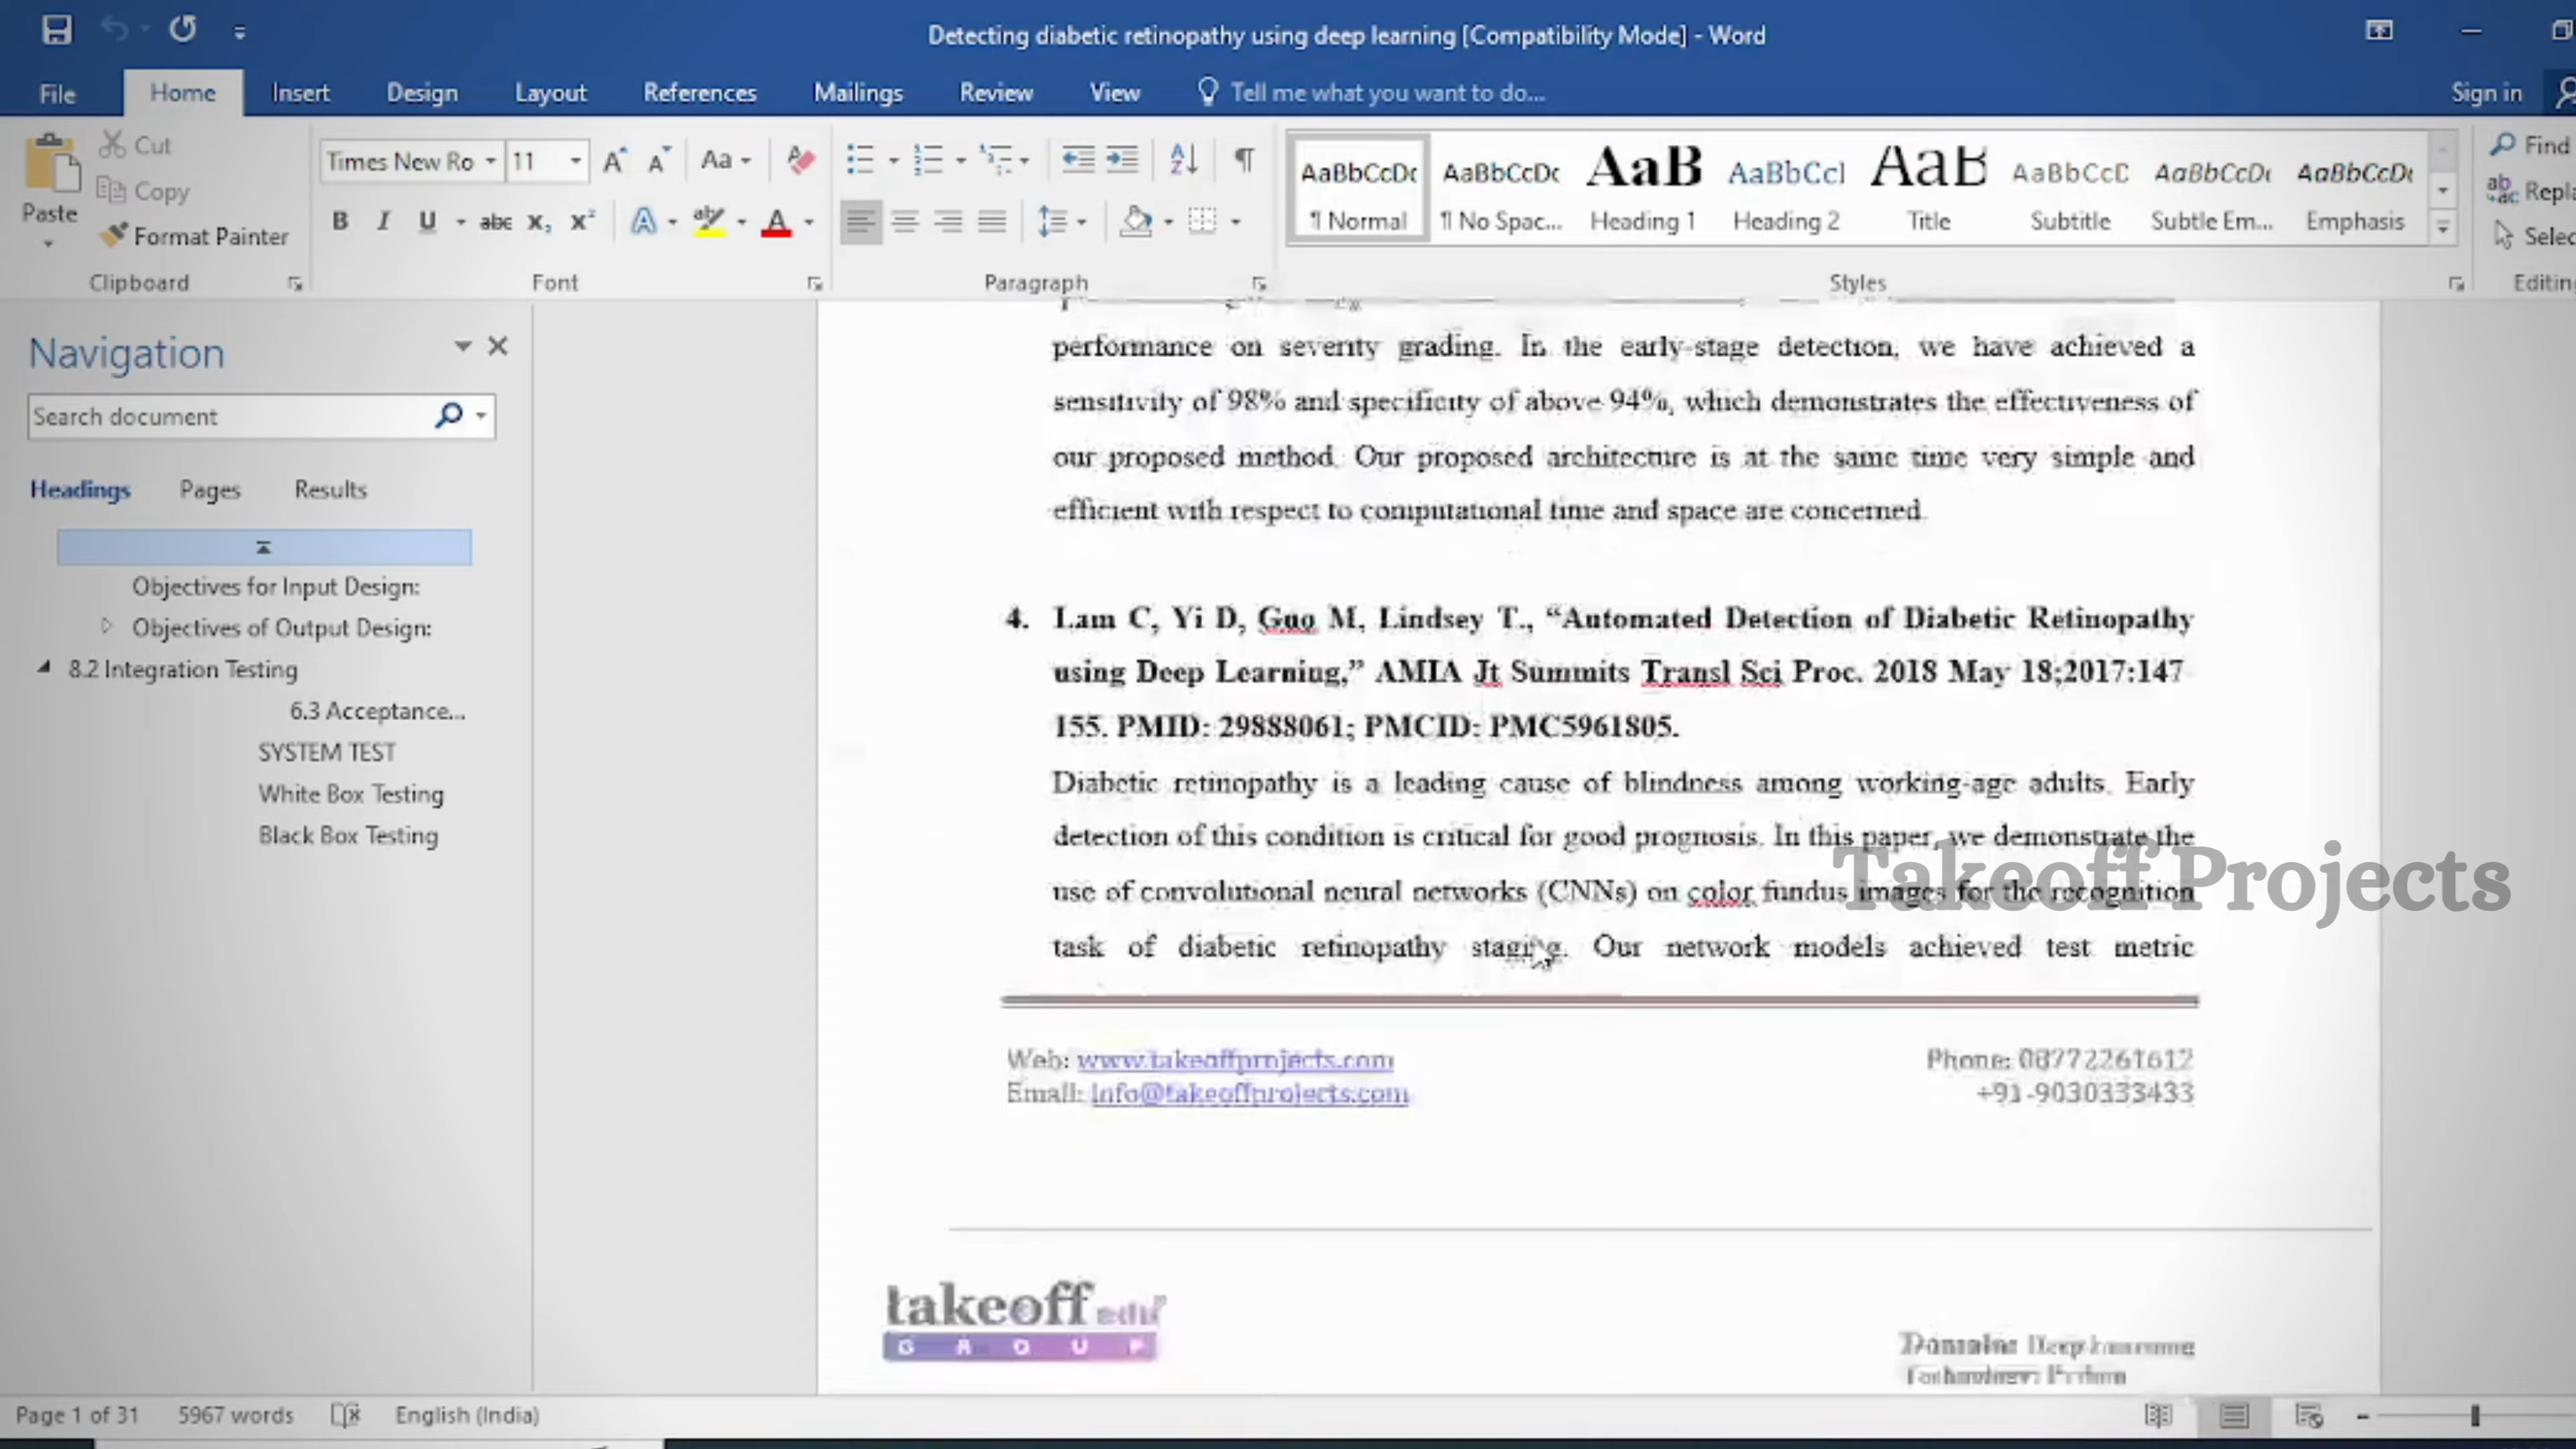 Detecting diabetic retinopathy using deep learning [Compatibility Mode] - Word
File Home Insert Design Layout References Mailings Review View Tell me what you want to do... Sign in
Paste
Cut
Copy
Format Painter
Clipboard
Times New Ro 11
Font
Paragraph
AaBbCcDc AaBbCcDc AaB AaBbCcI AaB AaBbCcD AaBbCcDi AaBbCcDi
¶ Normal ¶ No Spac... Heading 1 Heading 2 Title Subtitle Subtle Em... Emphasis
Styles
Find
Repla
Selec
Editing
Navigation
Search document
Headings Pages Results
Objectives for Input Design:
Objectives of Output Design:
8.2 Integration Testing
6.3 Acceptance...
SYSTEM TEST
White Box Testing
Black Box Testing
performance on severity grading. In the early-stage detection, we have achieved a
sensitivity of 98% and specificity of above 94%, which demonstrates the effectiveness of
our proposed method. Our proposed architecture is at the same time very simple and
efficient with respect to computational time and space are concerned.
4. Lam C, Yi D, Guo M, Lindsey T., “Automated Detection of Diabetic Retinopathy
using Deep Learning,” AMIA Jt Summits Transl Sci Proc. 2018 May 18;2017:147-
155. PMID: 29888061; PMCID: PMC5961805.
Diabetic retinopathy is a leading cause of blindness among working-age adults. Early
detection of this condition is critical for good prognosis. In this paper, we demonstrate the
use of convolutional neural networks (CNNs) on color fundus images for the recognition
task of diabetic retinopathy staging. Our network models achieved test metric
Takeoff Projects
Web: www.takeoffprojects.com
Email: info@takeoffprojects.com
Phone: 08772261612
+91-9030333433
takeoff edu
GROUP
Domain: Deep Learning
Technology: Python
Page 1 of 31 5967 words English (India)